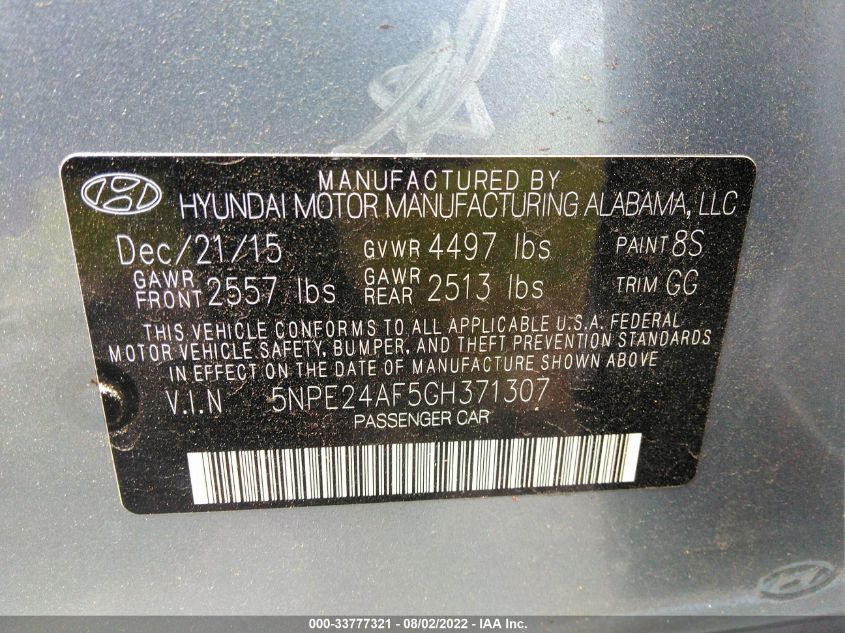 MANUFACTURED BY
HYUNDAI MOTOR MANUFACTURING ALABAMA, LLC
Dec/21/15 GVWR 4497 lbs PAINT 8S
GAWR FRONT 2557 lbs GAWR REAR 2513 lbs TRIM GG
THIS VEHICLE CONFORMS TO ALL APPLICABLE U.S.A. FEDERAL
MOTOR VEHICLE SAFETY, BUMPER, AND THEFT PREVENTION STANDARDS
IN EFFECT ON THE DATE OF MANUFACTURE SHOWN ABOVE
V.I.N 5NPE24AF5GH371307
PASSENGER CAR
000-33777321 - 08/02/2022 - IAA Inc.